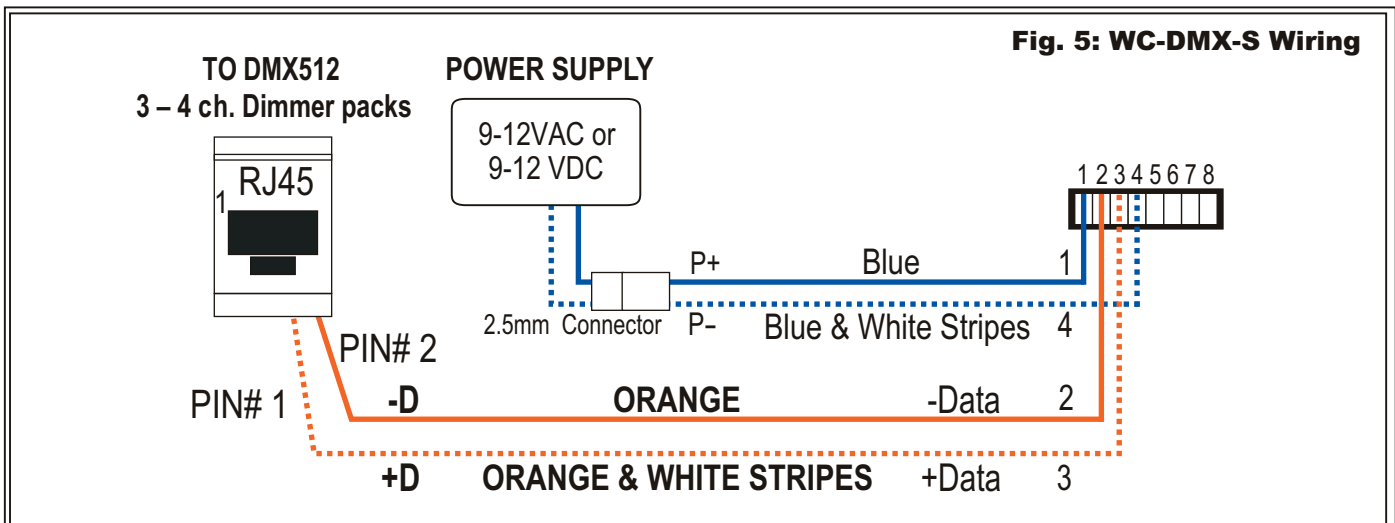 Fig. 5: WC-DMX-S Wiring
TO DMX512
3 – 4 ch. Dimmer packs
POWER SUPPLY
RJ45
1
9-12VAC or
9-12 VDC
1 2 3 4 5 6 7 8
P+ Blue 1
2.5mm Connector P– Blue & White Stripes 4
PIN# 2
PIN# 1 -D ORANGE -Data 2
+D ORANGE & WHITE STRIPES +Data 3